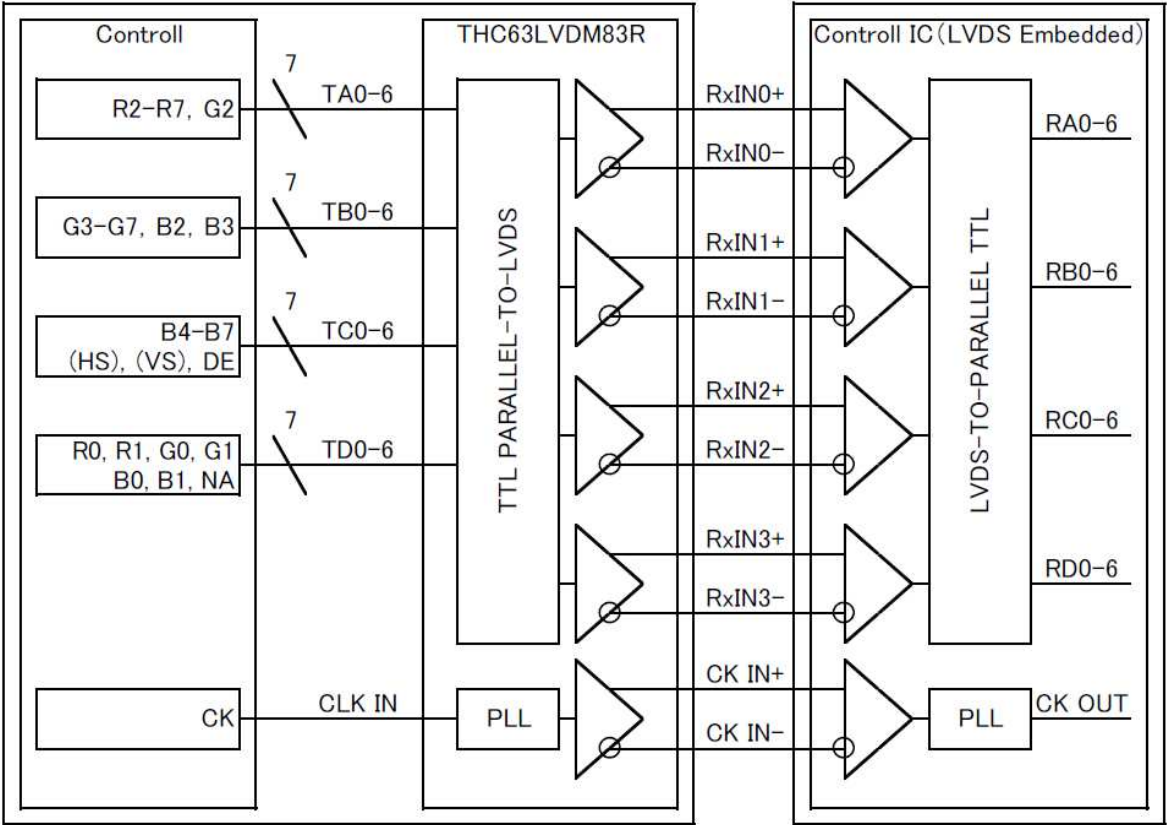 Controll
THC63LVDM83R
Controll IC(LVDS Embedded)
R2-R7, G2
7
TA0-6
RxIN0+
RxIN0-
RA0-6
G3-G7, B2, B3
7
TB0-6
RxIN1+
RxIN1-
RB0-6
TTL PARALLEL-TO-LVDS
LVDS-TO-PARALLEL TTL
B4-B7
(HS), (VS), DE
7
TC0-6
RxIN2+
RxIN2-
RC0-6
R0, R1, G0, G1
B0, B1, NA
7
TD0-6
RxIN3+
RxIN3-
RD0-6
CK
CLK IN
PLL
CK IN+
CK IN-
PLL
CK OUT